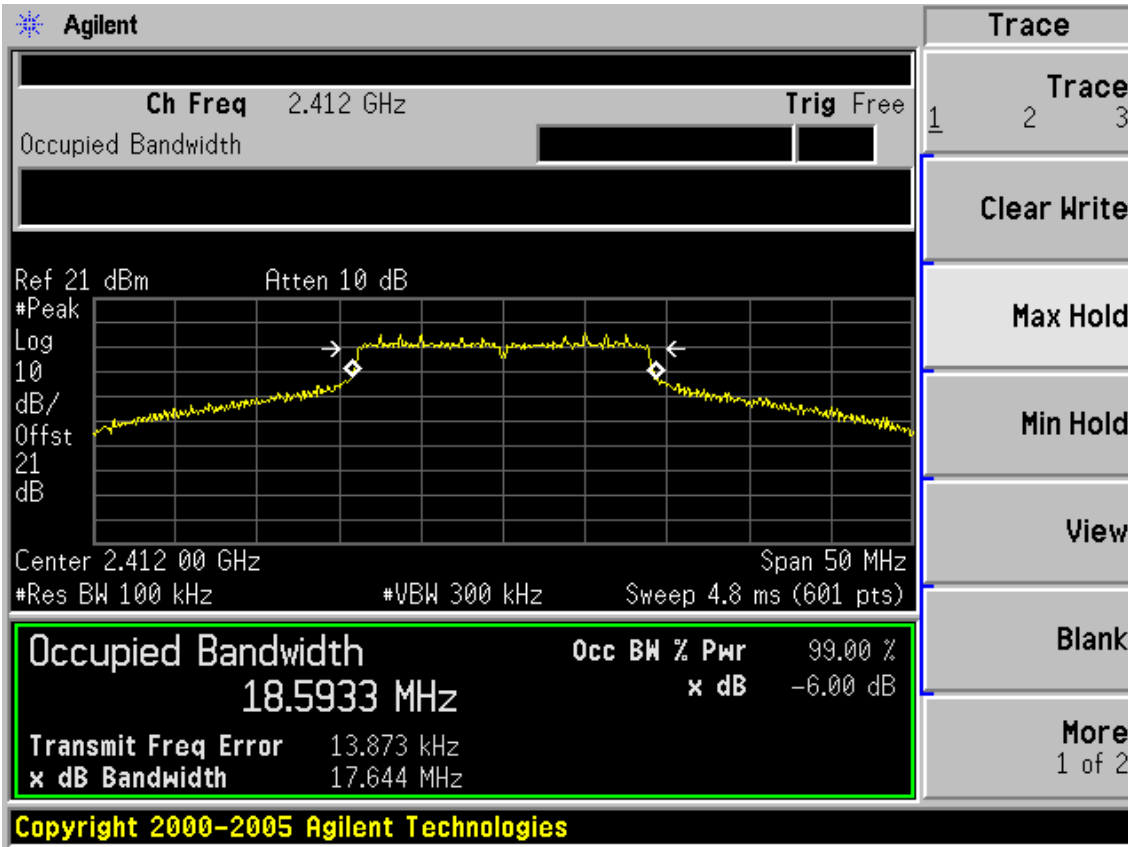 Agilent
Ch Freq 2.412 GHz Trig Free
Occupied Bandwidth
Ref 21 dBm Atten 10 dB
#Peak
Log
10
dB/
Offst
21
dB
Center 2.412 00 GHz Span 50 MHz
#Res BW 100 kHz #VBW 300 kHz Sweep 4.8 ms (601 pts)
Occupied Bandwidth
18.5933 MHz
Occ BW % Pwr 99.00 %
x dB -6.00 dB
Transmit Freq Error 13.873 kHz
x dB Bandwidth 17.644 MHz
Copyright 2000-2005 Agilent Technologies
Trace
Trace
1 2 3
Clear Write
Max Hold
Min Hold
View
Blank
More
1 of 2